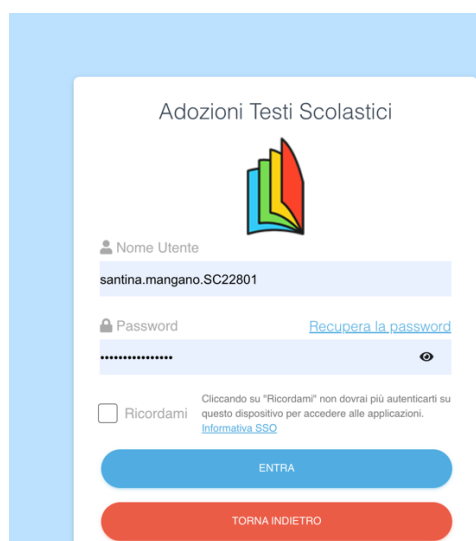 Adozioni Testi Scolastici
Nome Utente
santina.mangano.SC22801
Password
Recupera la password
••••••••••••••••
Ricordami
Cliccando su "Ricordami" non dovrai più autenticarti su
questo dispositivo per accedere alle applicazioni.
Informativa SSO
ENTRA
TORNA INDIETRO